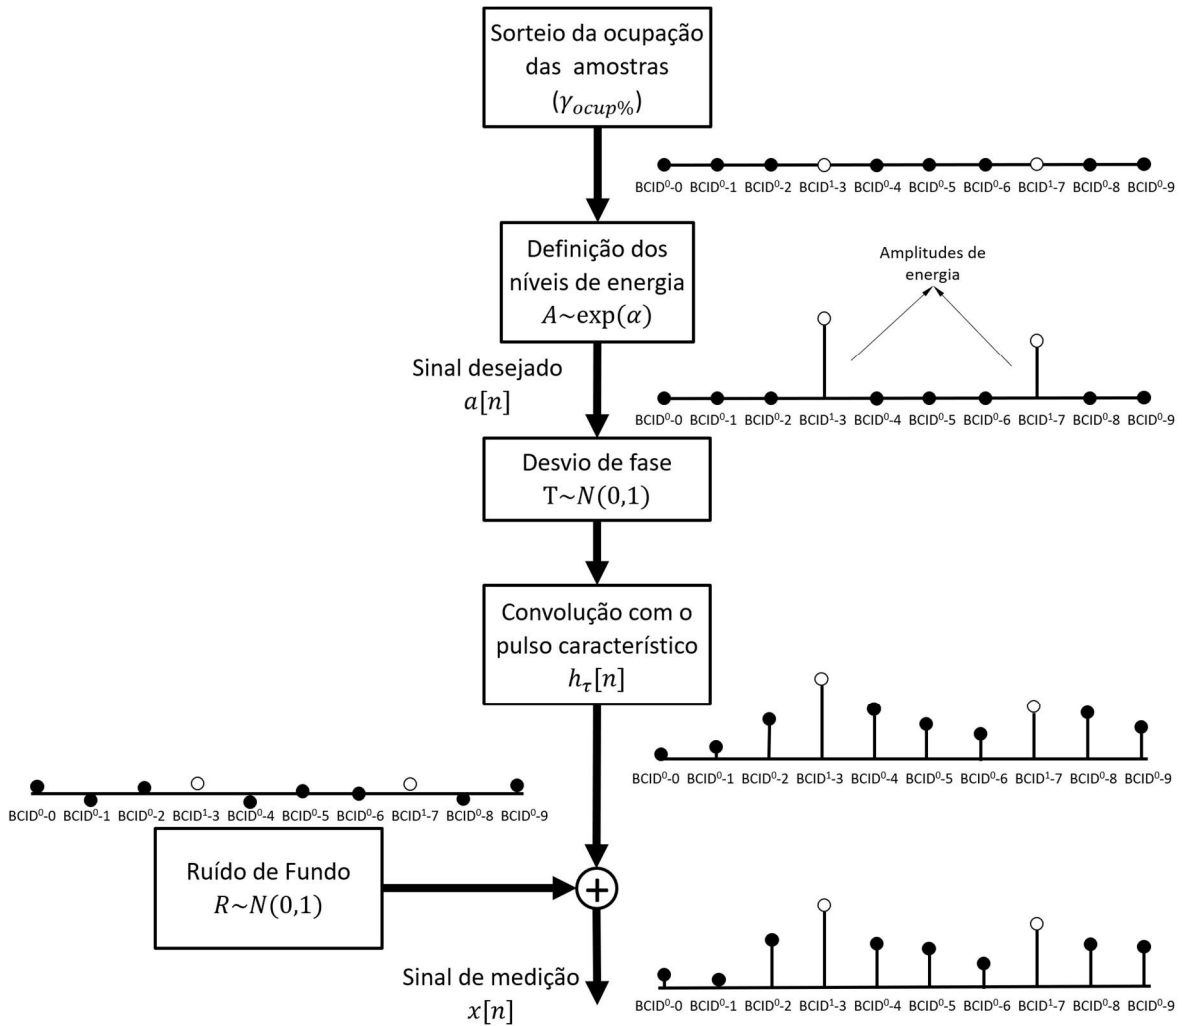 Sorteio da ocupação
das amostras
(γ_ocup%)
BCID⁰-0 BCID⁰-1 BCID⁰-2 BCID¹-3 BCID⁰-4 BCID⁰-5 BCID⁰-6 BCID¹-7 BCID⁰-8 BCID⁰-9
Definição dos
níveis de energia
A~exp(α)
Amplitudes de
energia
Sinal desejado
a[n]
BCID⁰-0 BCID⁰-1 BCID⁰-2 BCID¹-3 BCID⁰-4 BCID⁰-5 BCID⁰-6 BCID¹-7 BCID⁰-8 BCID⁰-9
Desvio de fase
T~N(0,1)
Convolução com o
pulso característico
h_τ[n]
BCID⁰-0 BCID⁰-1 BCID⁰-2 BCID¹-3 BCID⁰-4 BCID⁰-5 BCID⁰-6 BCID¹-7 BCID⁰-8 BCID⁰-9
BCID⁰-0 BCID⁰-1 BCID⁰-2 BCID¹-3 BCID⁰-4 BCID⁰-5 BCID⁰-6 BCID¹-7 BCID⁰-8 BCID⁰-9
Ruído de Fundo
R~N(0,1)
+
Sinal de medição
x[n]
BCID⁰-0 BCID⁰-1 BCID⁰-2 BCID¹-3 BCID⁰-4 BCID⁰-5 BCID⁰-6 BCID¹-7 BCID⁰-8 BCID⁰-9